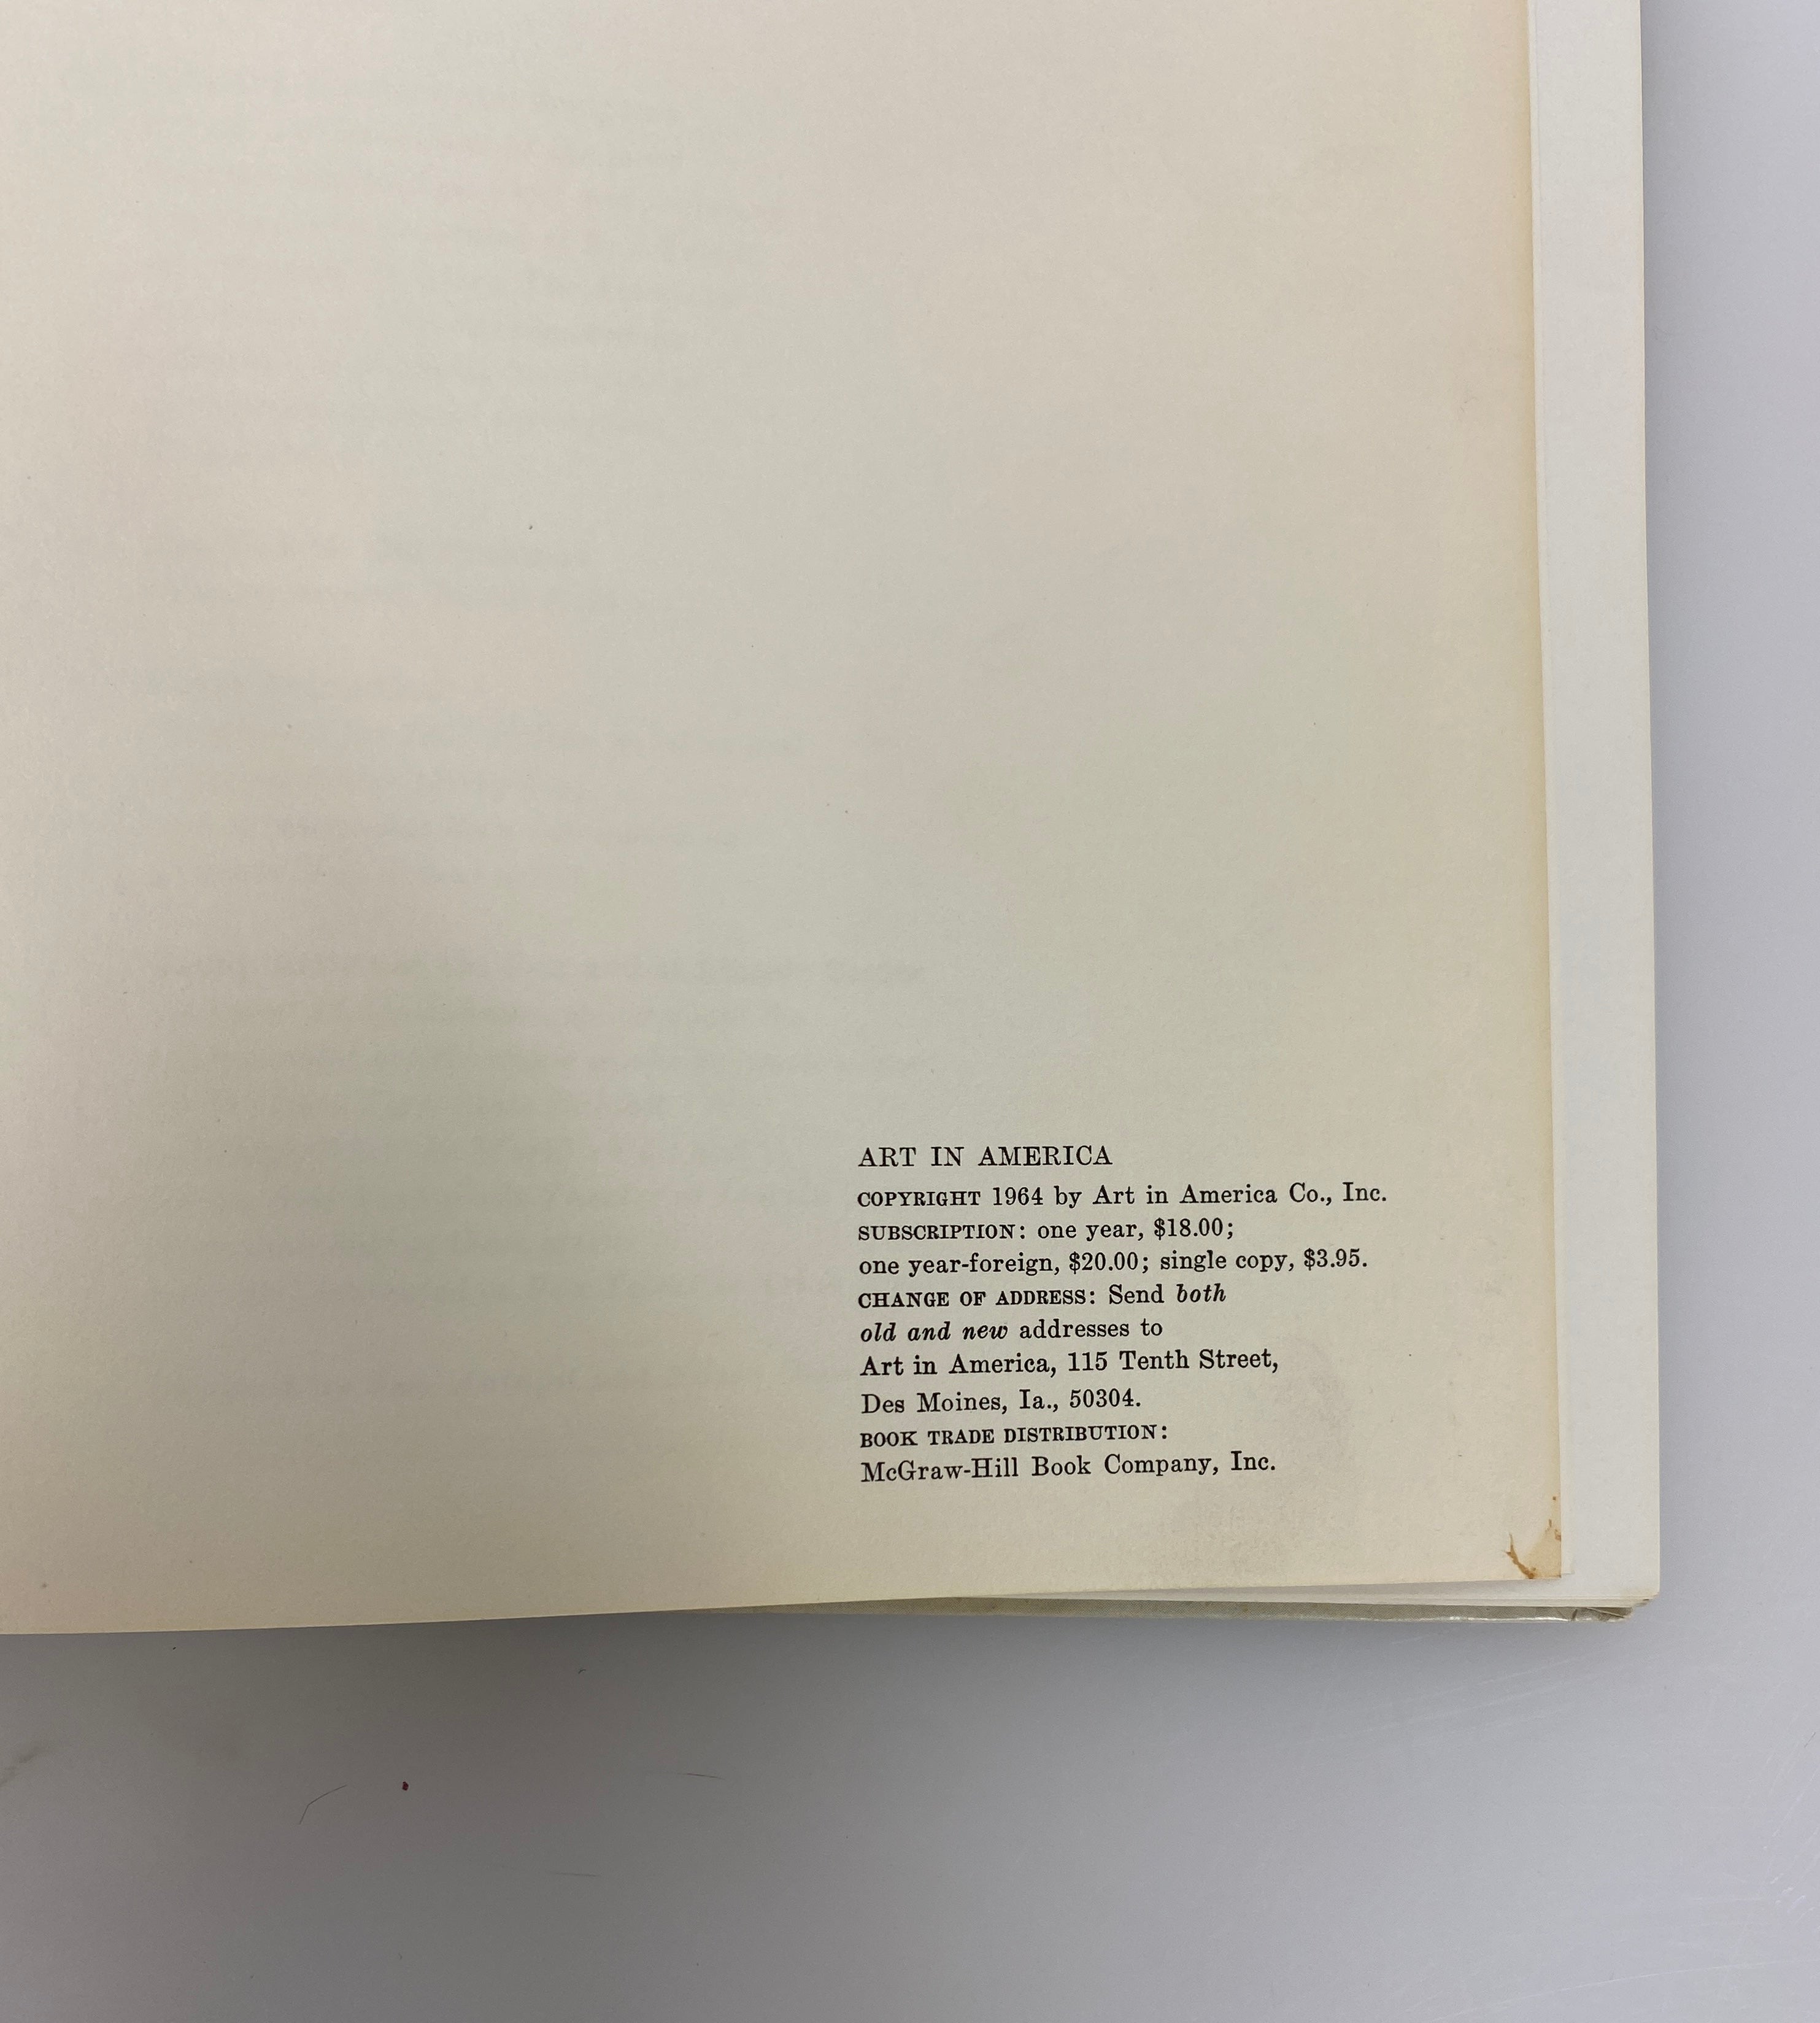 ART IN AMERICA
COPYRIGHT 1964 by Art in America Co., Inc.
SUBSCRIPTION: one year, $18.00;
one year-foreign, $20.00; single copy, $3.95.
CHANGE OF ADDRESS: Send both
old and new addresses to
Art in America, 115 Tenth Street,
Des Moines, Ia., 50304.
BOOK TRADE DISTRIBUTION:
McGraw-Hill Book Company, Inc.